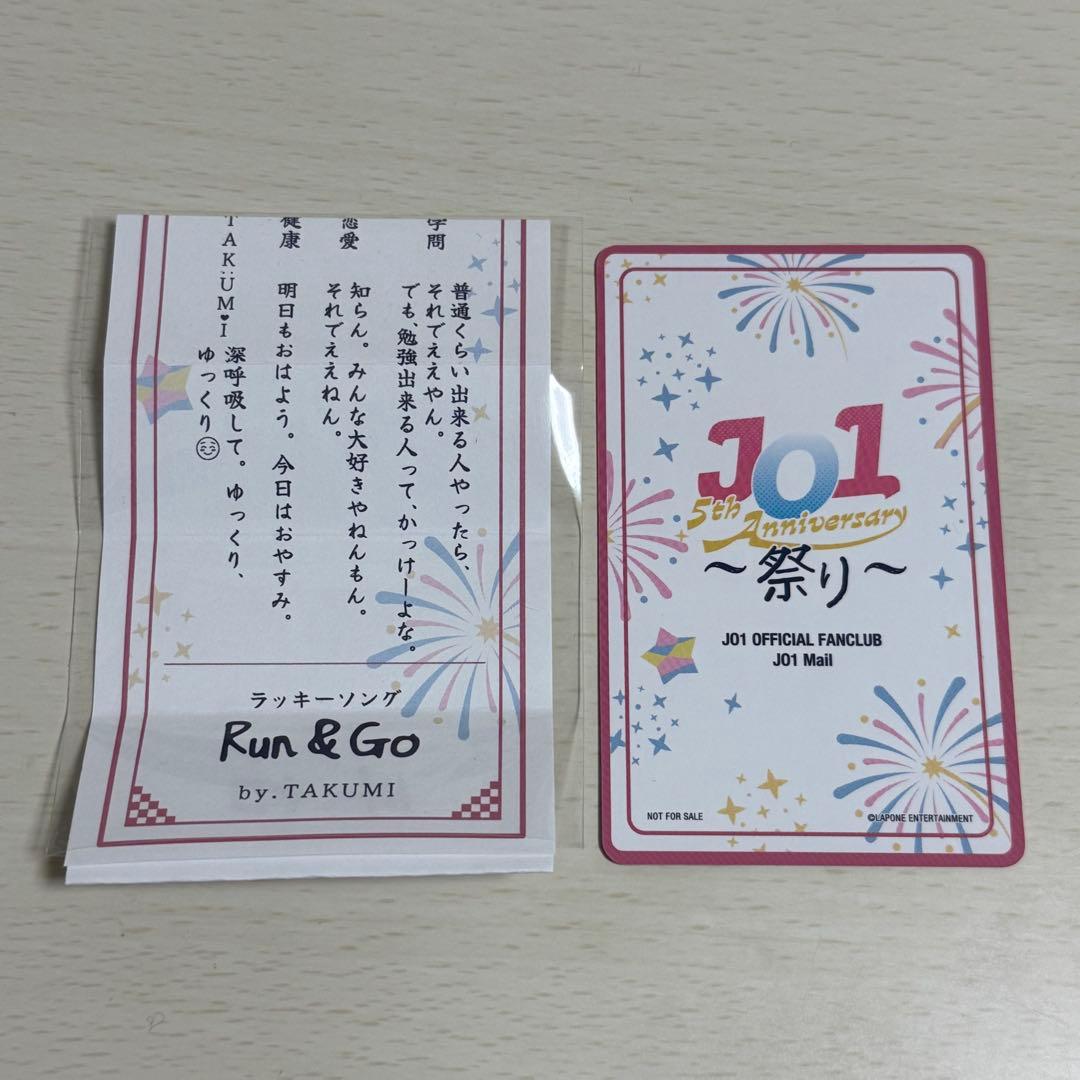 学問
普通くらい出来る人やったら、
それでええやん。
でも、勉強出来る人って、かっけーよな。
恋愛
知らん。みんな大好きやねんもん。
それでええねん。
健康
明日もおはよう。今日はおやすみ。
TAKÜM♥I
深呼吸して。ゆっくり、
ゆっくり😌
ラッキーソング
Run & Go
by.TAKUMI
JO1
5th Anniversary
～祭り～
JO1 OFFICIAL FANCLUB
JO1 Mail
NOT FOR SALE
©LAPONE ENTERTAINMENT